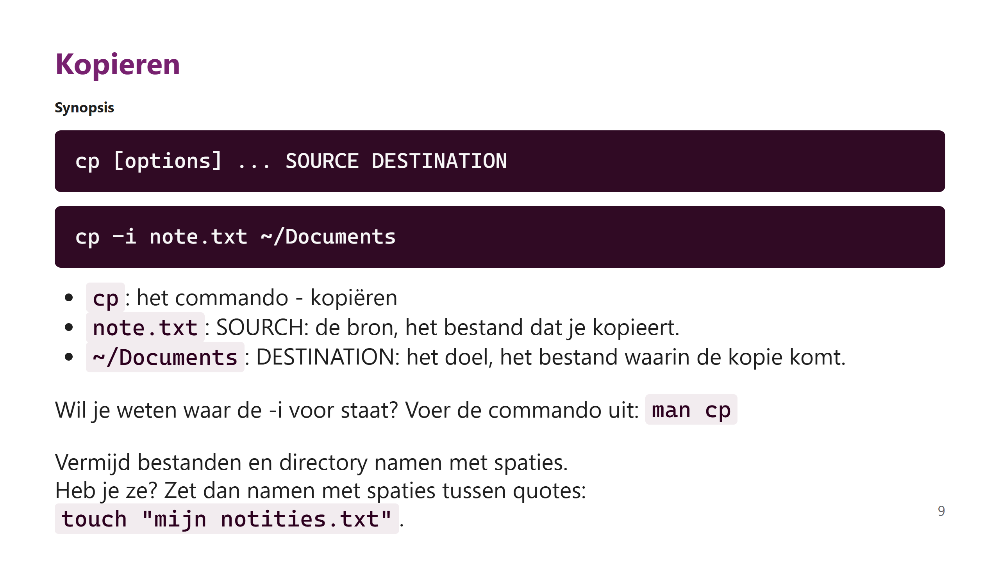 Kopieren
Synopsis
cp [options] ... SOURCE DESTINATION
cp -i note.txt ~/Documents
• cp : het commando - kopiëren
• note.txt : SOURCH: de bron, het bestand dat je kopieert.
• ~/Documents : DESTINATION: het doel, het bestand waarin de kopie komt.
Wil je weten waar de -i voor staat? Voer de commando uit: man cp
Vermijd bestanden en directory namen met spaties.
Heb je ze? Zet dan namen met spaties tussen quotes:
touch "mijn notities.txt" .
9